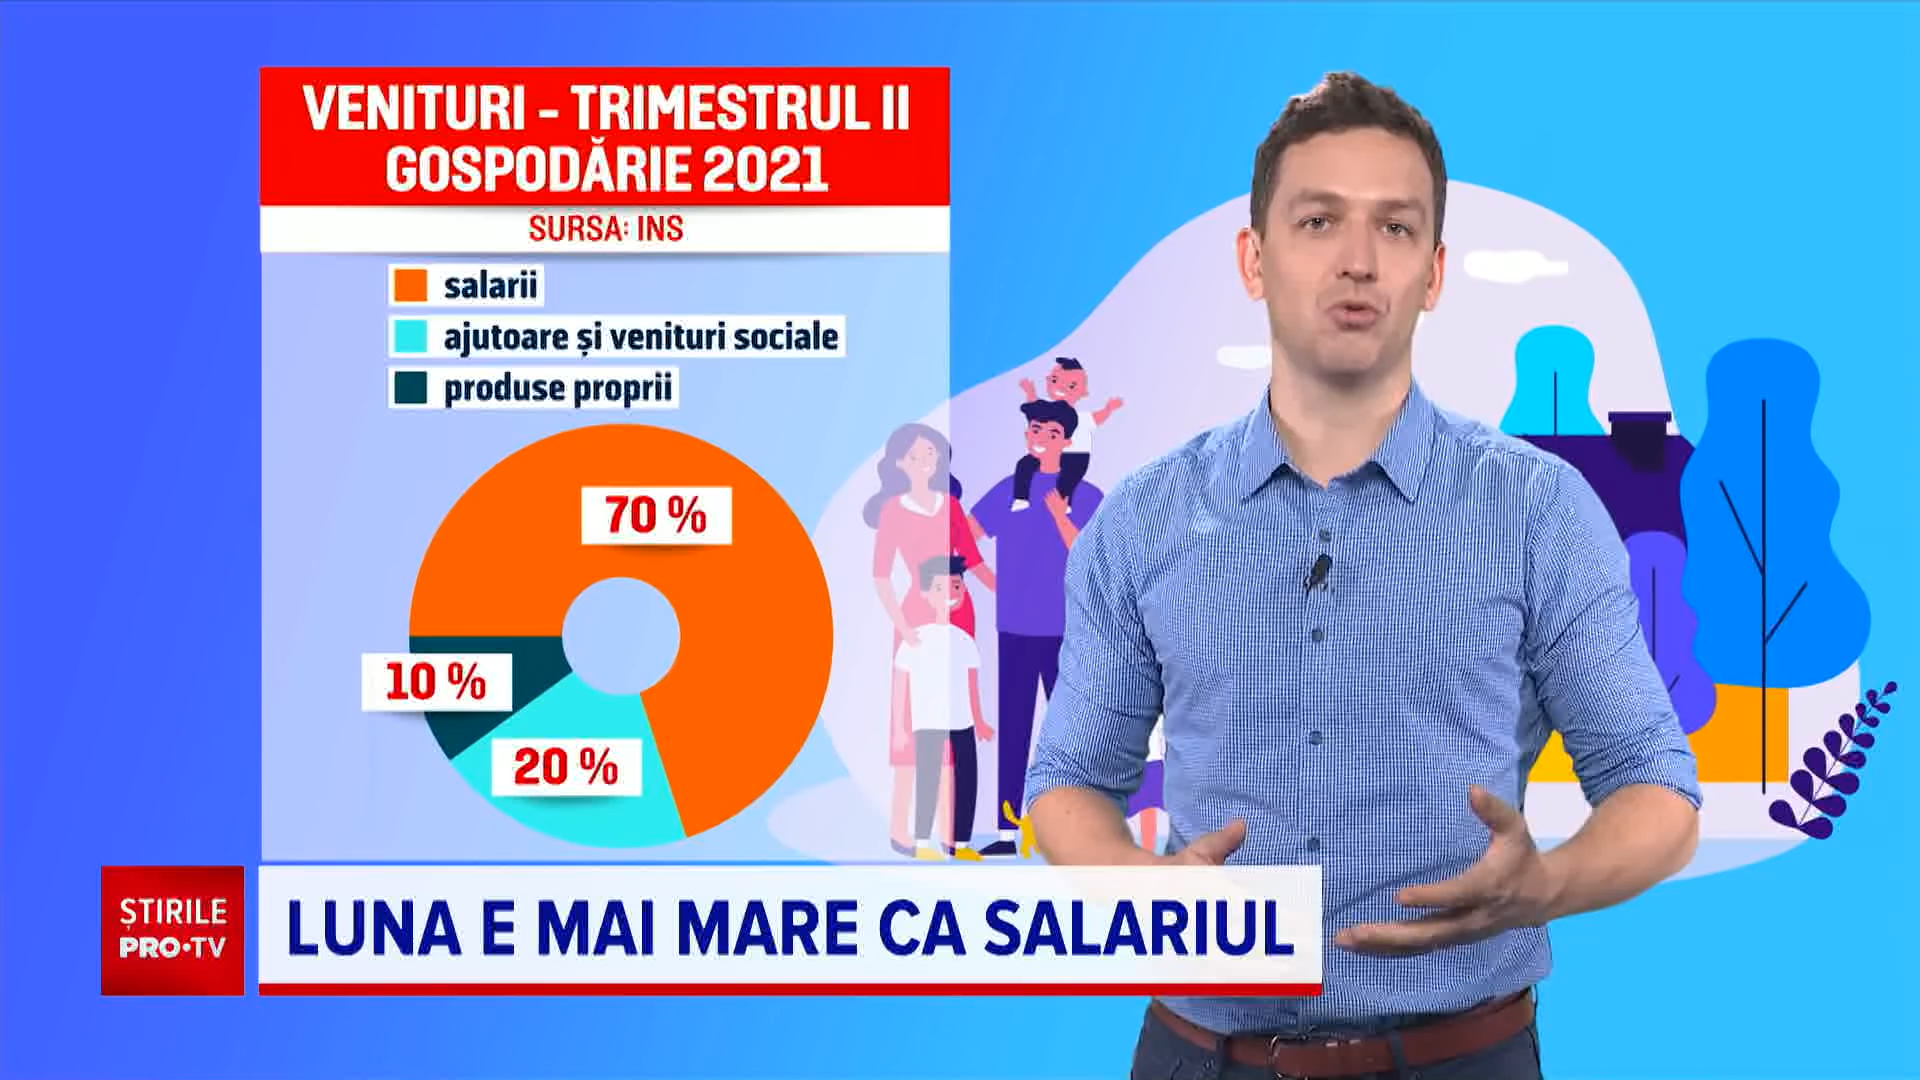 VENITURI - TRIMESTRUL II
GOSPODĂRIE 2021
SURSA: INS
salarii
ajutoare și venituri sociale
produse proprii
70 %
10 %
20 %
ȘTIRILE
PRO•TV
LUNA E MAI MARE CA SALARIUL